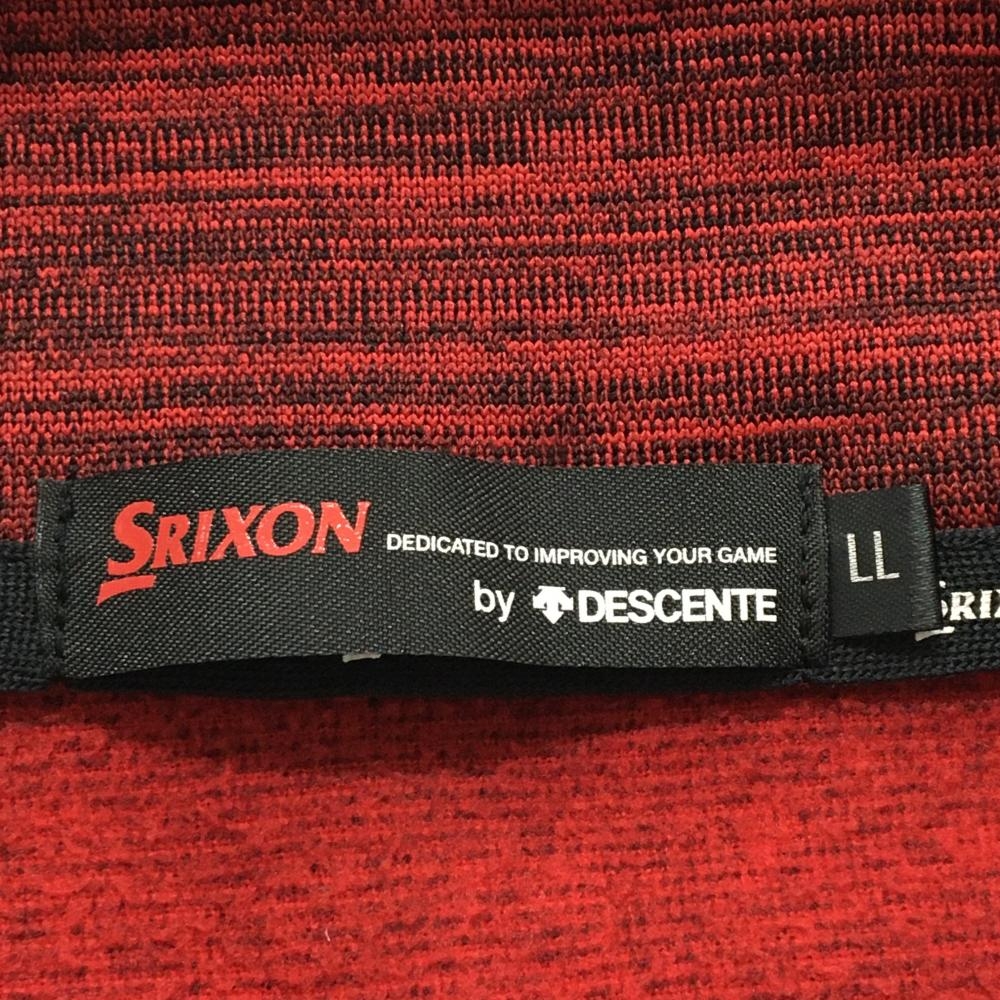 SRIXON DEDICATED TO IMPROVING YOUR GAME
by DESCENTE
LL